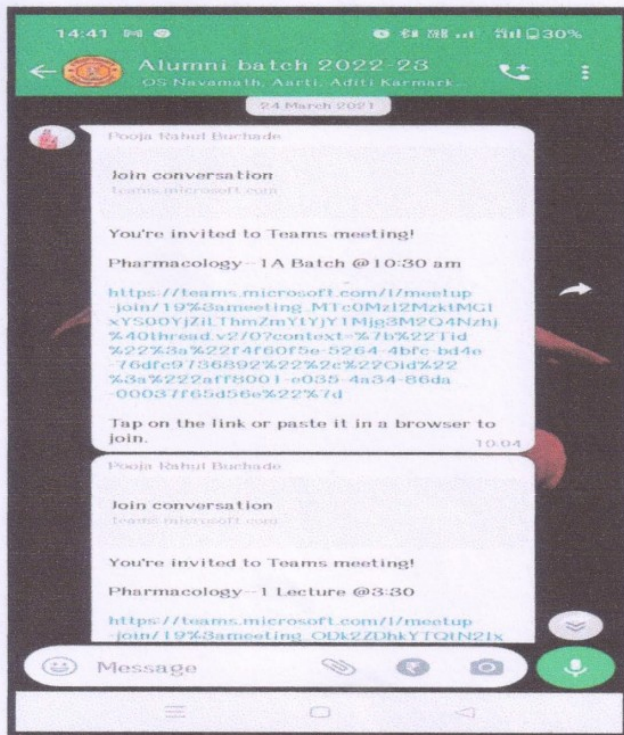 14:41
30%
Alumni batch 2022-23
OS Navamath, Aarti, Aditi Karmark...
24 March 2021
Pooja Rahul Buchade
Join conversation
teams.microsoft.com
You're invited to Teams meeting!
Pharmacology--1A Batch @10:30 am
https://teams.microsoft.com/l/meetup
-join/19%3ameeting_MTc0MzI2MzktMGI
xYS00YjZiLThmZmYtYjY1Mjg3M2Q4Nzhj
%40thread.v2/0?context=%7b%22Tid
%22%3a%22f4f60f5e-5264-4bfc-bd4e
-76dfc9736892%22%2c%22Oid%22
%3a%222aff8001-e035-4a34-86da
-00037f65d56e%22%7d
Tap on the link or paste it in a browser to
join.
10:04
Pooja Rahul Buchade
Join conversation
teams.microsoft.com
You're invited to Teams meeting!
Pharmacology--1 Lecture @3:30
https://teams.microsoft.com/l/meetup
-join/19%3ameeting_ODk2ZDhkYTQtN2Ix
Message